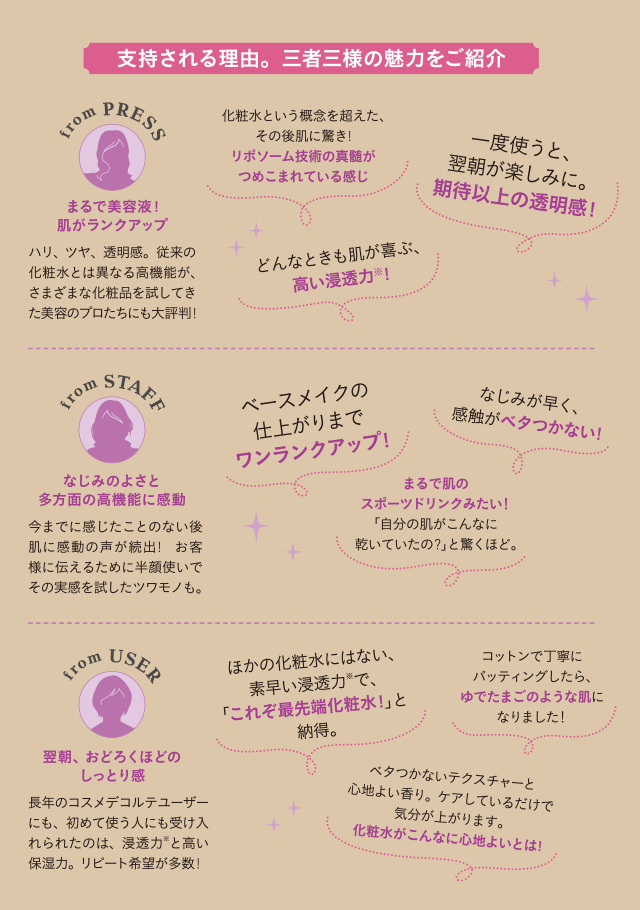 支持される理由。三者三様の魅力をご紹介
from PRESS
まるで美容液！
肌がランクアップ
ハリ、ツヤ、透明感。従来の
化粧水とは異なる高機能が、
さまざまな化粧品を試してき
た美容のプロたちにも大評判！
化粧水という概念を超えた、
その後肌に驚き！
リポソーム技術の真髄が
つめこまれている感じ
一度使うと、
翌朝が楽しみに。
期待以上の透明感！
どんなときも肌が喜ぶ、
高い浸透力※！
from STAFF
なじみのよさと
多方面の高機能に感動
今までに感じたことのない後
肌に感動の声が続出！　お客
様に伝えるために半顔使いで
その実感を試したツワモノも。
ベースメイクの
仕上がりまで
ワンランクアップ！
なじみが早く、
感触がベタつかない！
まるで肌の
スポーツドリンクみたい！
「自分の肌がこんなに
乾いていたの？」と驚くほど。
from USER
翌朝、おどろくほどの
しっとり感
長年のコスメデコルテユーザー
にも、初めて使う人にも受け入
れられたのは、浸透力※と高い
保湿力。リピート希望が多数！
ほかの化粧水にはない、
素早い浸透力※で、
「これぞ最先端化粧水！」と
納得。
コットンで丁寧に
パッティングしたら、
ゆでたまごのような肌に
なりました！
ベタつかないテクスチャーと
心地よい香り。ケアしているだけで
気分が上がります。
化粧水がこんなに心地よいとは！